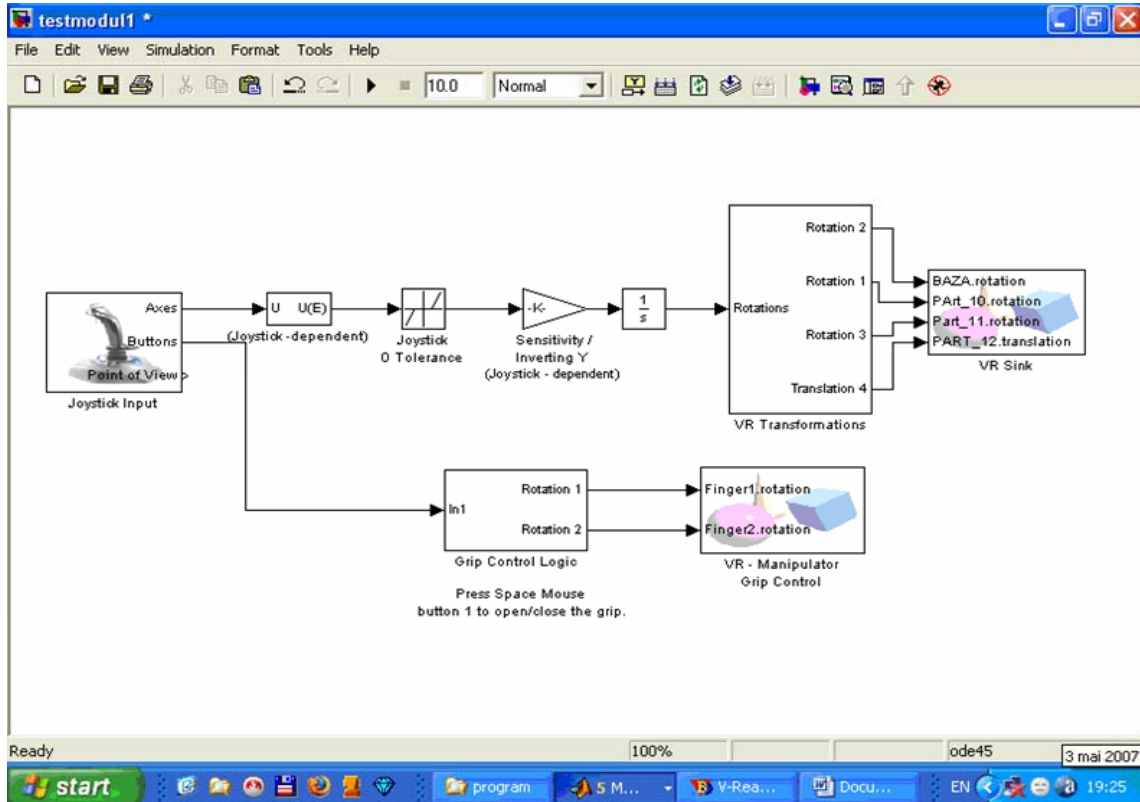 testmodul1 *
File Edit View Simulation Format Tools Help
10.0 Normal
Axes
Buttons
Point of View
Joystick Input
U U(E)
(Joystick -dependent)
Joystick
0 Tolerance
-K-
Sensitivity /
Inverting Y
(Joystick - dependent)
1
s
Rotations
Rotation 2
Rotation 1
Rotation 3
Translation 4
VR Transformations
BAZA.rotation
PArt_10.rotation
Part_11.rotation
PART_12.translation
VR Sink
In1
Rotation 1
Rotation 2
Grip Control Logic
Press Space Mouse
button 1 to open/close the grip.
Finger1.rotation
Finger2.rotation
VR - Manipulator
Grip Control
Ready 100% ode45
3 mai 2007
start program 5 M... V-Rea... Docu... EN 19:25